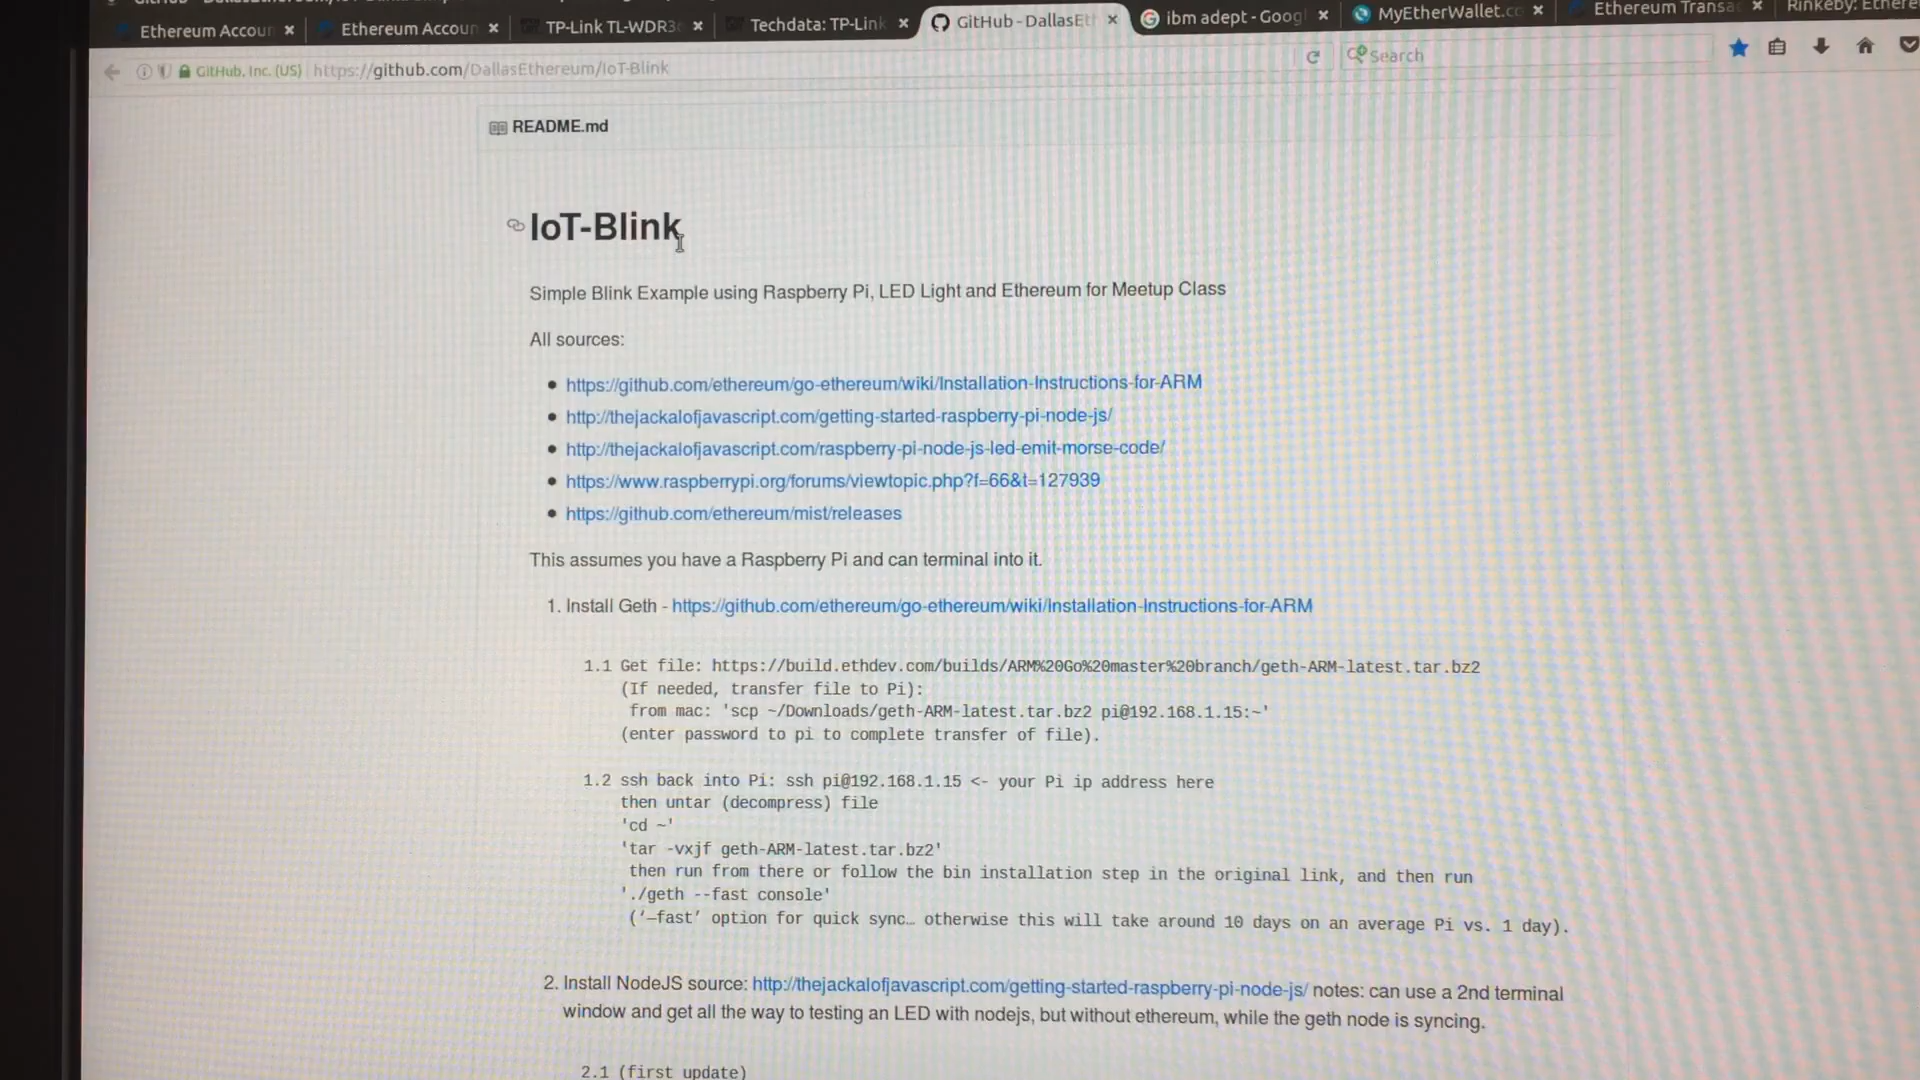 Ethereum Accoun
Ethereum Accoun
TP-Link TL-WDR3
Techdata: TP-Link
GitHub - DallasEth
ibm adept - Goog
MyEtherWallet.co
Ethereum Transa
Rinkeby: Ethere
GitHub, Inc. (US)
https://github.com/DallasEthereum/IoT-Blink
Search
README.md
IoT-Blink
Simple Blink Example using Raspberry Pi, LED Light and Ethereum for Meetup Class
All sources:
https://github.com/ethereum/go-ethereum/wiki/Installation-Instructions-for-ARM
http://thejackalofjavascript.com/getting-started-raspberry-pi-node-js/
http://thejackalofjavascript.com/raspberry-pi-node-js-led-emit-morse-code/
https://www.raspberrypi.org/forums/viewtopic.php?f=66&t=127939
https://github.com/ethereum/mist/releases
This assumes you have a Raspberry Pi and can terminal into it.
1. Install Geth - https://github.com/ethereum/go-ethereum/wiki/Installation-Instructions-for-ARM
1.1 Get file: https://build.ethdev.com/builds/ARM%20Go%20master%20branch/geth-ARM-latest.tar.bz2
(If needed, transfer file to Pi):
from mac: 'scp ~/Downloads/geth-ARM-latest.tar.bz2 pi@192.168.1.15:~'
(enter password to pi to complete transfer of file).
1.2 ssh back into Pi: ssh pi@192.168.1.15 <- your Pi ip address here
then untar (decompress) file
'cd ~'
'tar -vxjf geth-ARM-latest.tar.bz2'
then run from there or follow the bin installation step in the original link, and then run
'./geth --fast console'
(‘–fast’ option for quick sync… otherwise this will take around 10 days on an average Pi vs. 1 day).
2. Install NodeJS source: http://thejackalofjavascript.com/getting-started-raspberry-pi-node-js/ notes: can use a 2nd terminal
window and get all the way to testing an LED with nodejs, but without ethereum, while the geth node is syncing.
2.1 (first update)